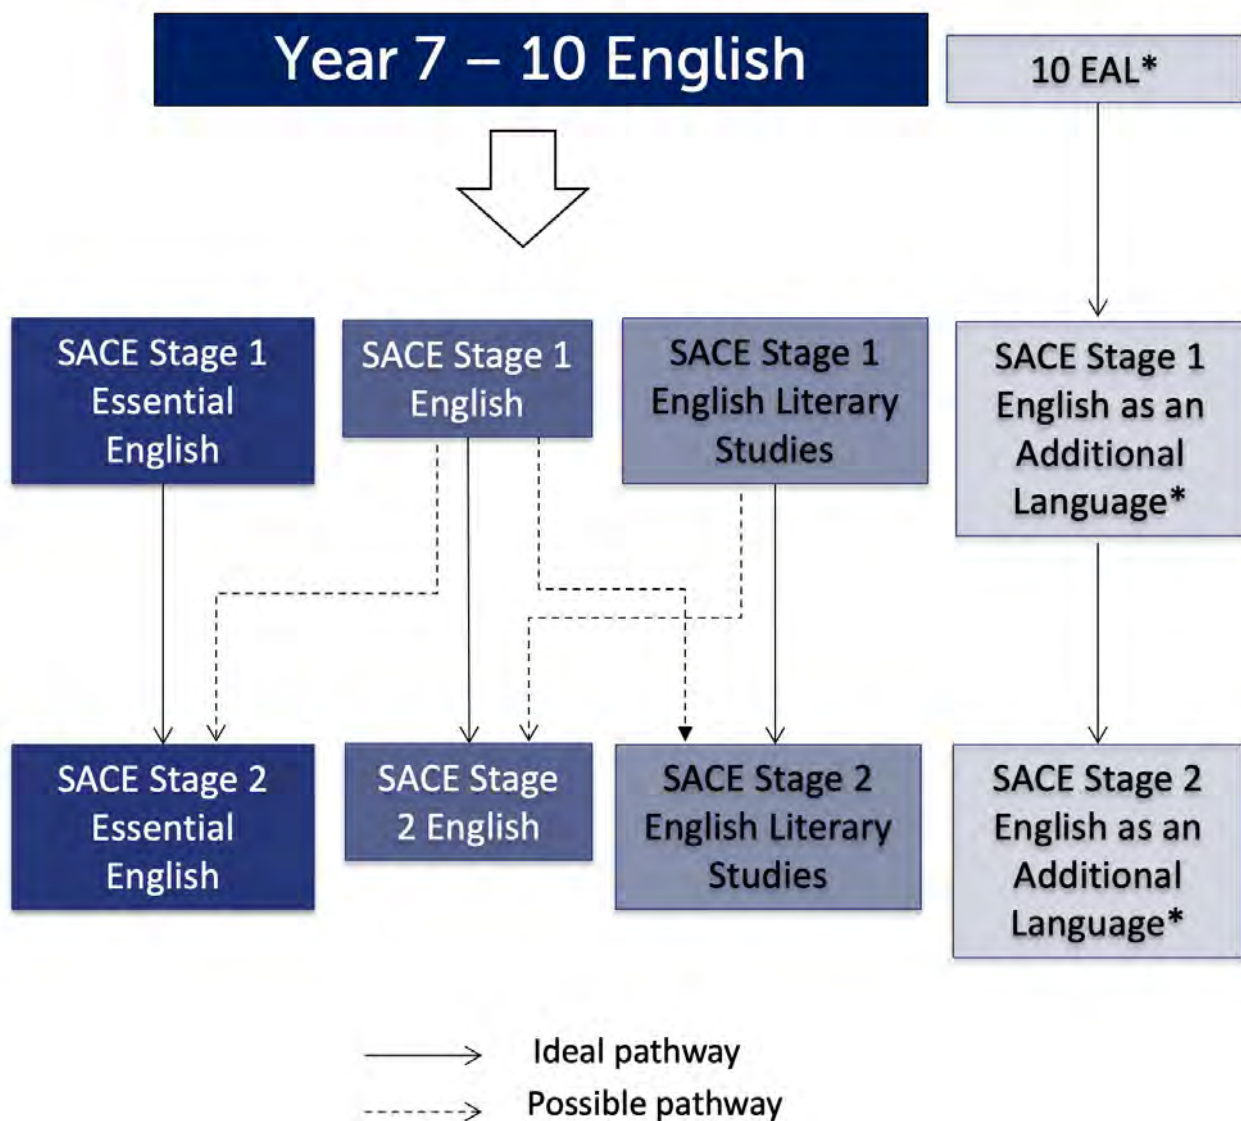 Year 7 – 10 English
10 EAL*
SACE Stage 1
Essential
English
SACE Stage 1
English
SACE Stage 1
English Literary
Studies
SACE Stage 1
English as an
Additional
Language*
SACE Stage 2
Essential
English
SACE Stage
2 English
SACE Stage 2
English Literary
Studies
SACE Stage 2
English as an
Additional
Language*
Ideal pathway
Possible pathway